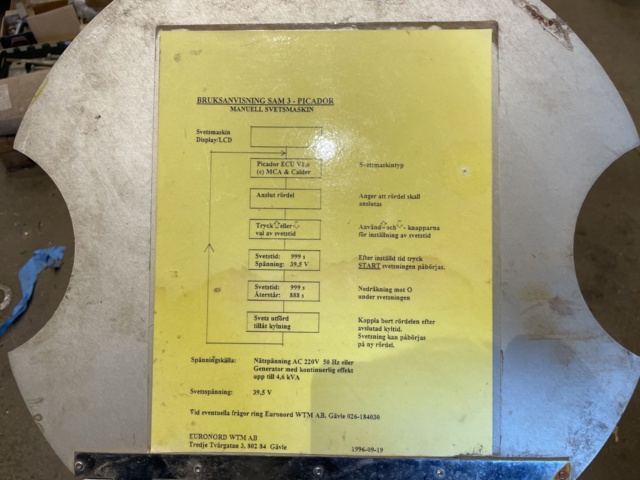 BRUKSANVISNING SAM 3 - PICADOR
MANUELL SVETSMASKIN
Svetsmaskin
Display/LCD
Picador ECU V1.
(c) MCA & Calder
Svetsmaskintyp
Anslut rördel
Anger att rördel skall
anslutas
Tryck ⇧ eller ⇩
val av svetstid
Använd ⇧ och ⇩ - knapparna
för inställning av svetstid
Svetstid: 999 s
Spänning: 39,5 V
Efter inställd tid tryck
START svetsningen påbörjas.
Svetstid: 999 s
Återstår: 888 s
Nedräkning mot O
under svetsningen
Svets utförd
tillåt kylning
Koppla bort rördelen efter
avslutad kyltid.
Svetsning kan påbörjas
på ny rördel.
Spänningskälla: Nätspänning AC 220V 50 Hz eller
Generator med kontinuerlig effekt
upp till 4,6 kVA
Svetsspänning: 39,5 V
Vid eventuella frågor ring Euronord WTM AB, Gävle 026-184030
EURONORD WTM AB
Tredje Tvärgatan 3, 802 84 Gävle 1996-09-19